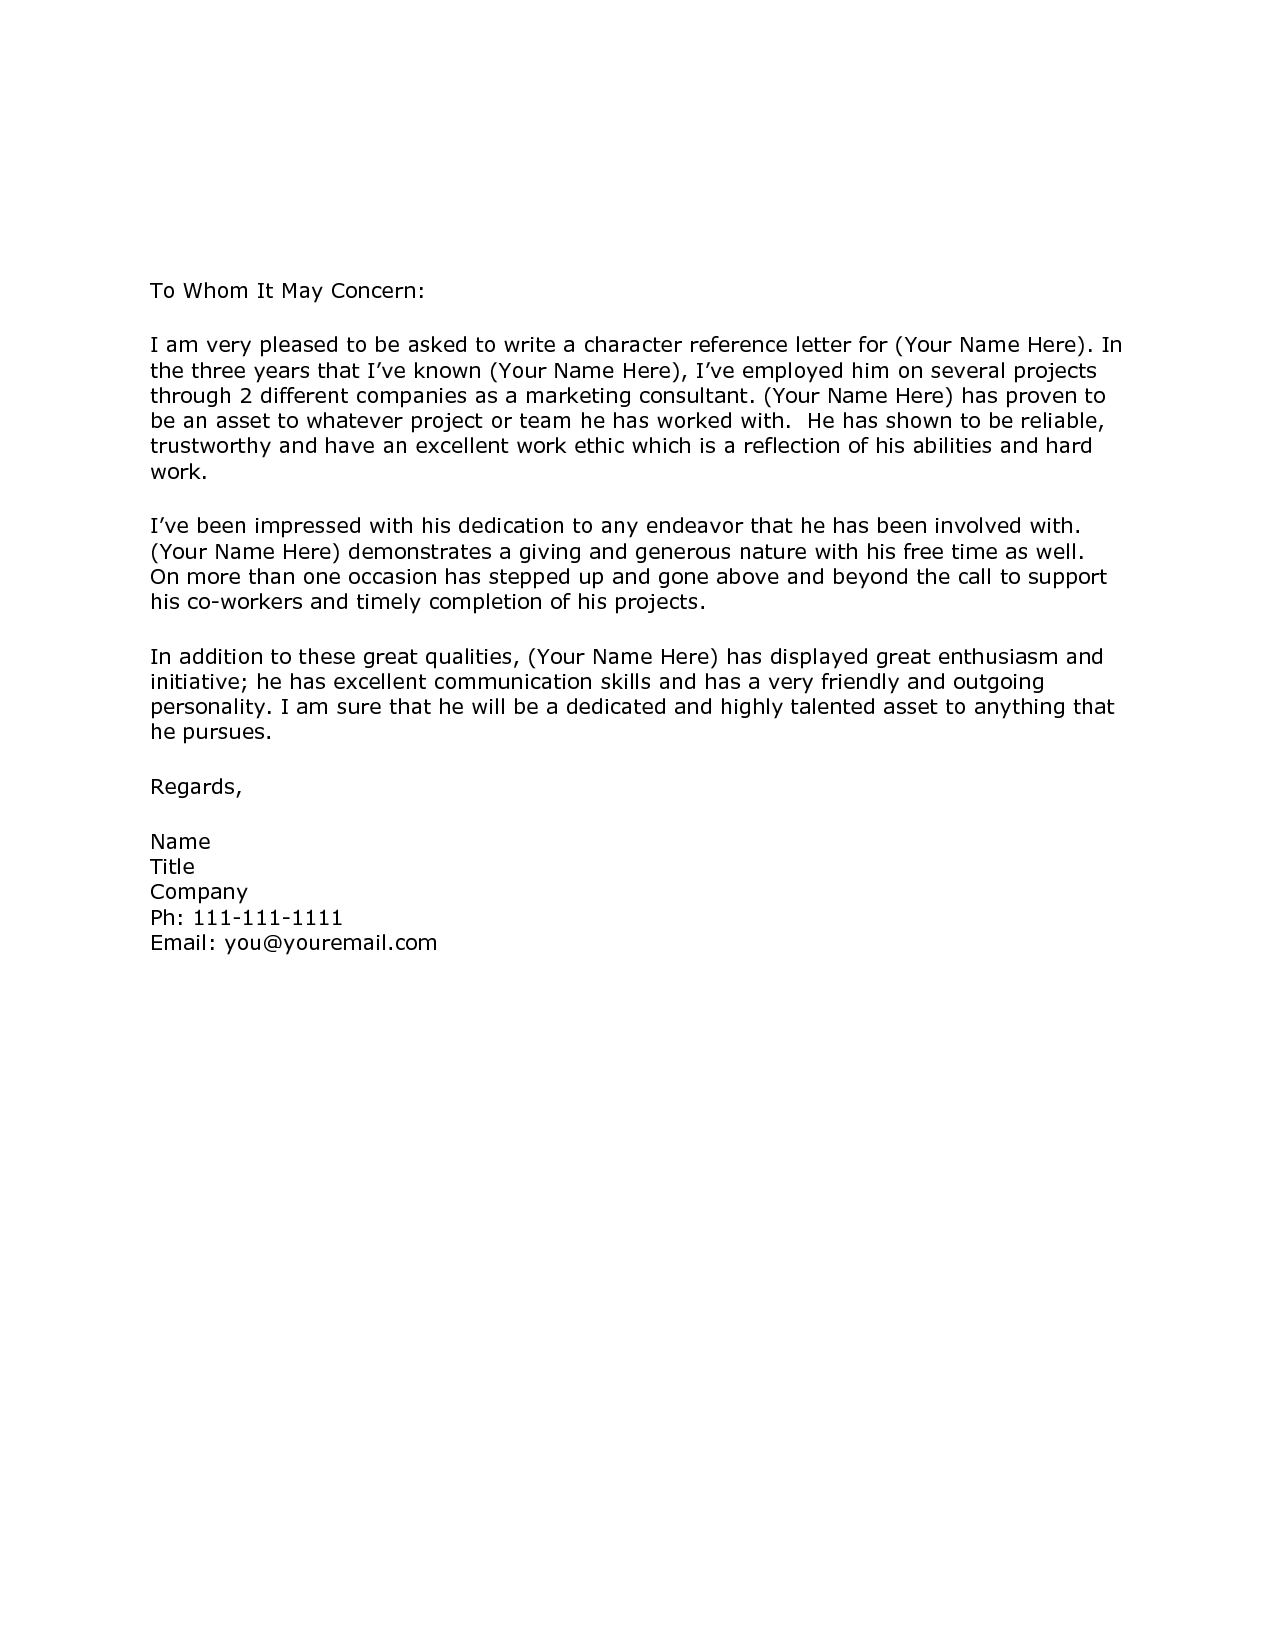 To Whom It May Concern:
I am very pleased to be asked to write a character reference letter for (Your Name Here). In
the three years that I’ve known (Your Name Here), I’ve employed him on several projects
through 2 different companies as a marketing consultant. (Your Name Here) has proven to
be an asset to whatever project or team he has worked with.  He has shown to be reliable,
trustworthy and have an excellent work ethic which is a reflection of his abilities and hard
work.
I’ve been impressed with his dedication to any endeavor that he has been involved with.
(Your Name Here) demonstrates a giving and generous nature with his free time as well.
On more than one occasion has stepped up and gone above and beyond the call to support
his co-workers and timely completion of his projects.
In addition to these great qualities, (Your Name Here) has displayed great enthusiasm and
initiative; he has excellent communication skills and has a very friendly and outgoing
personality. I am sure that he will be a dedicated and highly talented asset to anything that
he pursues.
Regards,
Name
Title
Company
Ph: 111-111-1111
Email: you@youremail.com